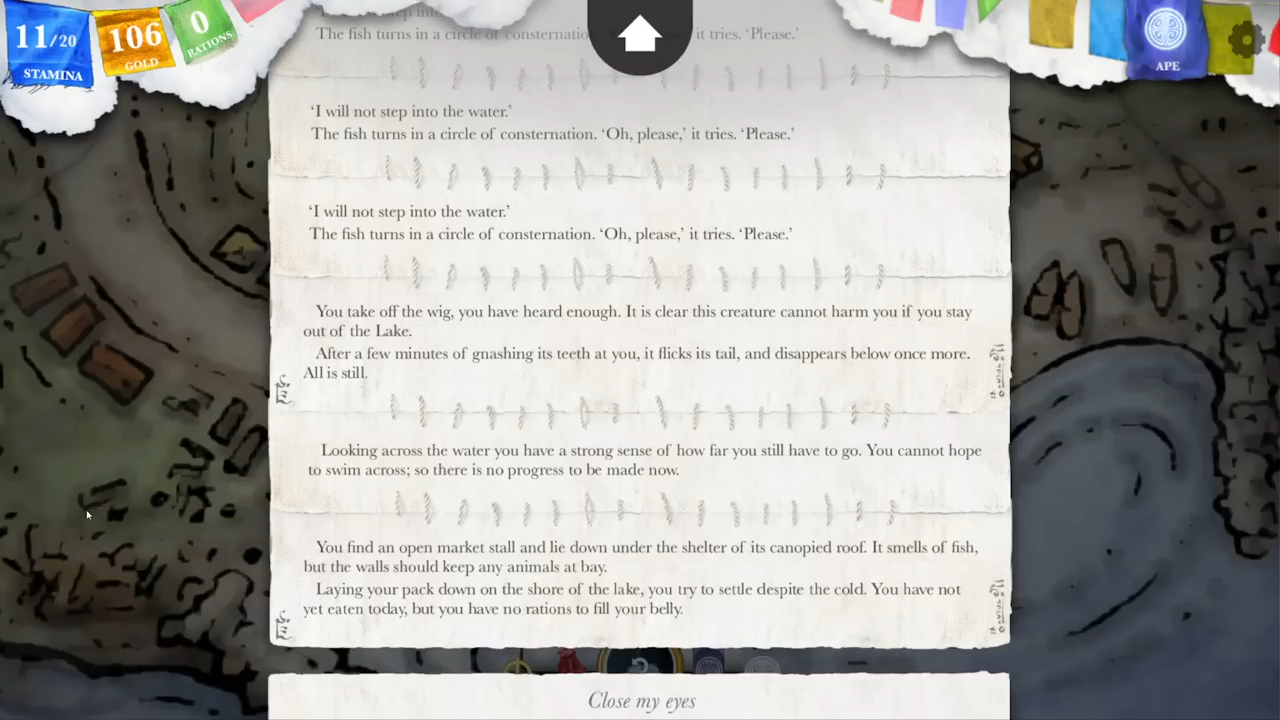 11/20
STAMINA
106
GOLD
0
RATIONS
APE
The fish turns in a circle of consternation. it tries. ‘Please.’
‘I will not step into the water.’
The fish turns in a circle of consternation. ‘Oh, please,’ it tries. ‘Please.’
‘I will not step into the water.’
The fish turns in a circle of consternation. ‘Oh, please,’ it tries. ‘Please.’
You take off the wig, you have heard enough. It is clear this creature cannot harm you if you stay
out of the Lake.
After a few minutes of gnashing its teeth at you, it flicks its tail, and disappears below once more.
All is still.
Looking across the water you have a strong sense of how far you still have to go. You cannot hope
to swim across; so there is no progress to be made now.
You find an open market stall and lie down under the shelter of its canopied roof. It smells of fish,
but the walls should keep any animals at bay.
Laying your pack down on the shore of the lake, you try to settle despite the cold. You have not
yet eaten today, but you have no rations to fill your belly.
Close my eyes